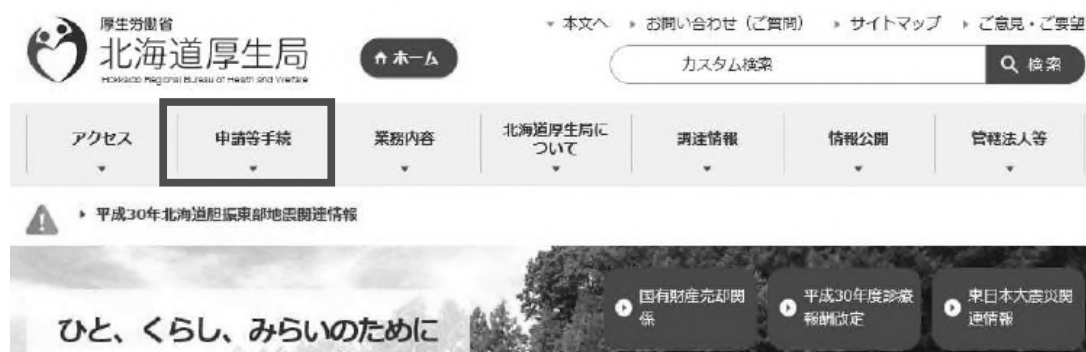 厚生労働省
北海道厚生局
Hokkaido Regional Bureau of Health and Welfare
ホーム
本文へ お問い合わせ(ご質問) サイトマップ ご意見・ご要望
カスタム検索 検索
アクセス 申請等手続 業務内容 北海道厚生局に
ついて 調達情報 情報公開 管轄法人等
平成30年北海道胆振東部地震関連情報
国有財産売却関
係
平成30年度診療
報酬改定
東日本大震災関
連情報
ひと、くらし、みらいのために